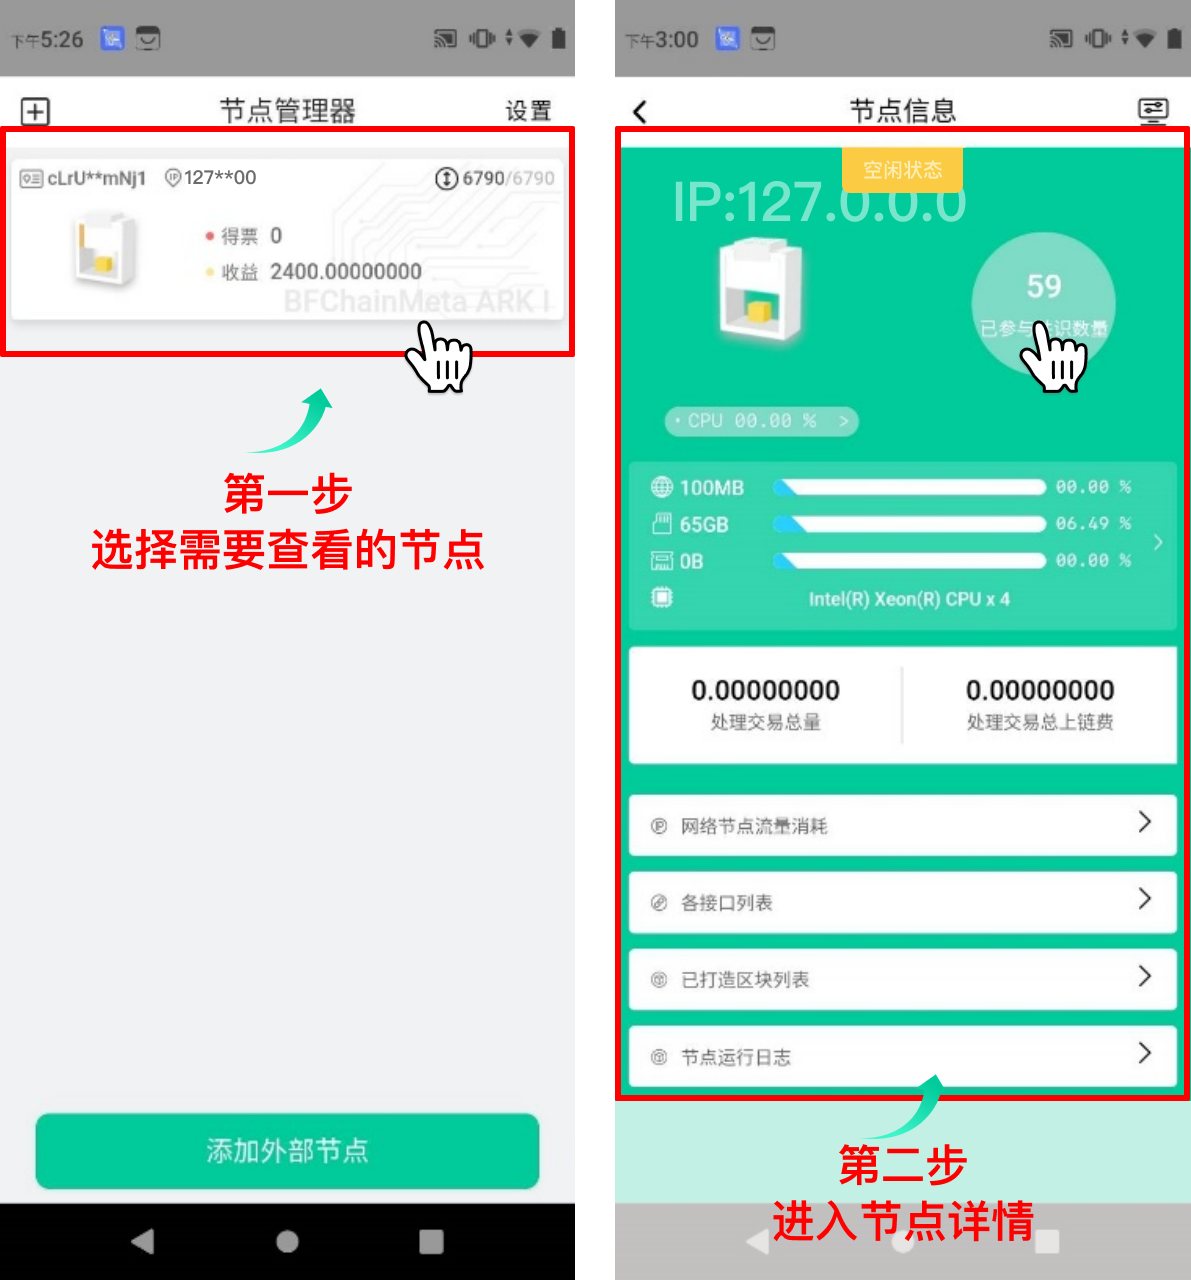 下午5:26
节点管理器
设置
cLrU**mNj1
IP
127**00
6790/6790
得票 0
收益 2400.00000000
BFChainMeta ARK I
第一步
选择需要查看的节点
添加外部节点
下午3:00
节点信息
空闲状态
IP:127.0.0.0
59
已参与共识数量
CPU 00.00 % >
100MB 00.00 %
65GB 06.49 %
0B 00.00 %
Intel(R) Xeon(R) CPU x 4
0.00000000
处理交易总量
0.00000000
处理交易总上链费
网络节点流量消耗
各接口列表
已打造区块列表
节点运行日志
第二步
进入节点详情